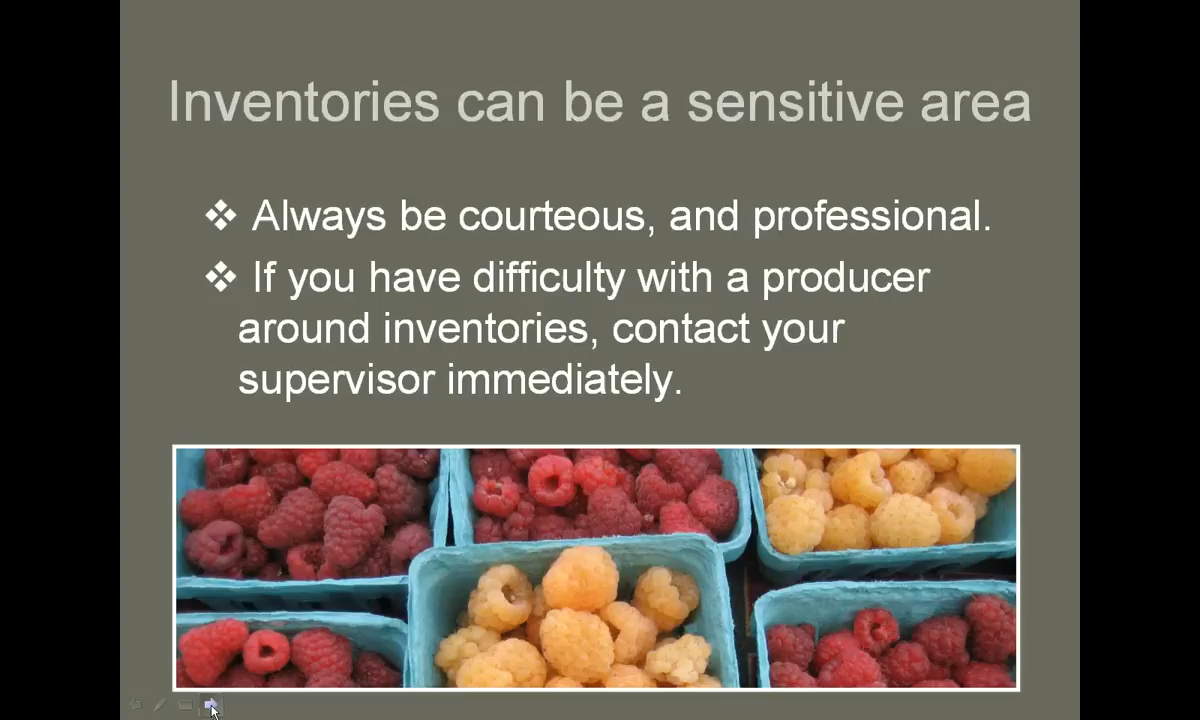 Inventories can be a sensitive area
❖ Always be courteous, and professional.
❖ If you have difficulty with a producer
around inventories, contact your
supervisor immediately.